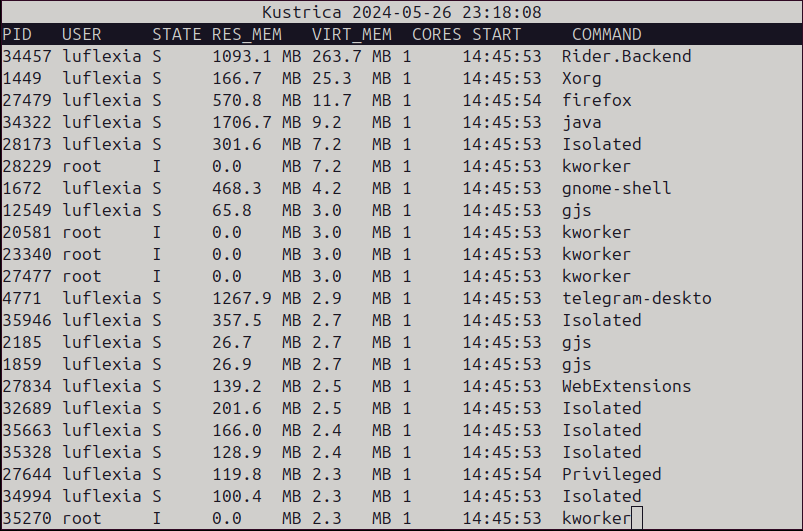 Kustrica 2024-05-26 23:18:08
PID USER STATE RES_MEM VIRT_MEM CORES START COMMAND
34457 luflexia S 1093.1 MB 263.7 MB 1 14:45:53 Rider.Backend
1449 luflexia S 166.7 MB 25.3 MB 1 14:45:53 Xorg
27479 luflexia S 570.8 MB 11.7 MB 1 14:45:54 firefox
34322 luflexia S 1706.7 MB 9.2 MB 1 14:45:53 java
28173 luflexia S 301.6 MB 7.2 MB 1 14:45:53 Isolated
28229 root I 0.0 MB 7.2 MB 1 14:45:53 kworker
1672 luflexia S 468.3 MB 4.2 MB 1 14:45:53 gnome-shell
12549 luflexia S 65.8 MB 3.0 MB 1 14:45:53 gjs
20581 root I 0.0 MB 3.0 MB 1 14:45:53 kworker
23340 root I 0.0 MB 3.0 MB 1 14:45:53 kworker
27477 root I 0.0 MB 3.0 MB 1 14:45:53 kworker
4771 luflexia S 1267.9 MB 2.9 MB 1 14:45:53 telegram-deskto
35946 luflexia S 357.5 MB 2.7 MB 1 14:45:53 Isolated
2185 luflexia S 26.7 MB 2.7 MB 1 14:45:53 gjs
1859 luflexia S 26.9 MB 2.7 MB 1 14:45:53 gjs
27834 luflexia S 139.2 MB 2.5 MB 1 14:45:53 WebExtensions
32689 luflexia S 201.6 MB 2.5 MB 1 14:45:53 Isolated
35663 luflexia S 166.0 MB 2.4 MB 1 14:45:53 Isolated
35328 luflexia S 128.9 MB 2.4 MB 1 14:45:53 Isolated
27644 luflexia S 119.8 MB 2.3 MB 1 14:45:54 Privileged
34994 luflexia S 100.4 MB 2.3 MB 1 14:45:53 Isolated
35270 root I 0.0 MB 2.3 MB 1 14:45:53 kworker